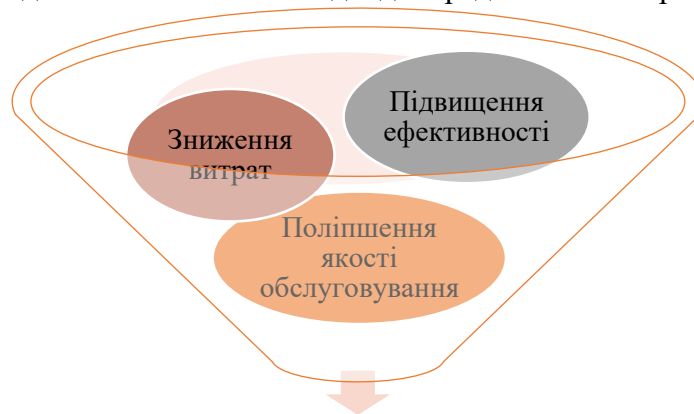 Підвищення
ефективності
Зниження
витрат
Поліпшення
якості
обслуговування